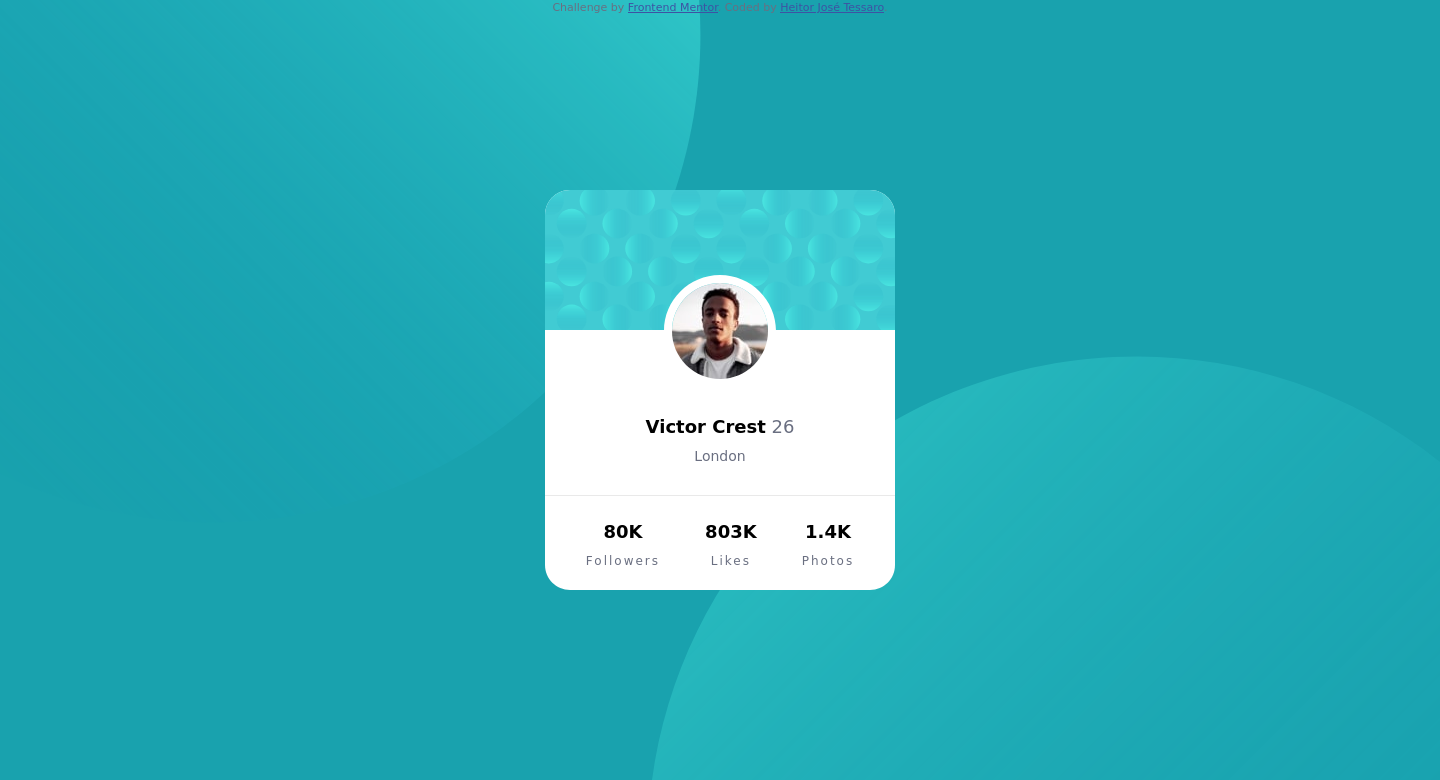 Challenge by Frontend Mentor. Coded by Heitor José Tessaro.
Victor Crest 26
London
80K 803K 1.4K
Followers Likes Photos